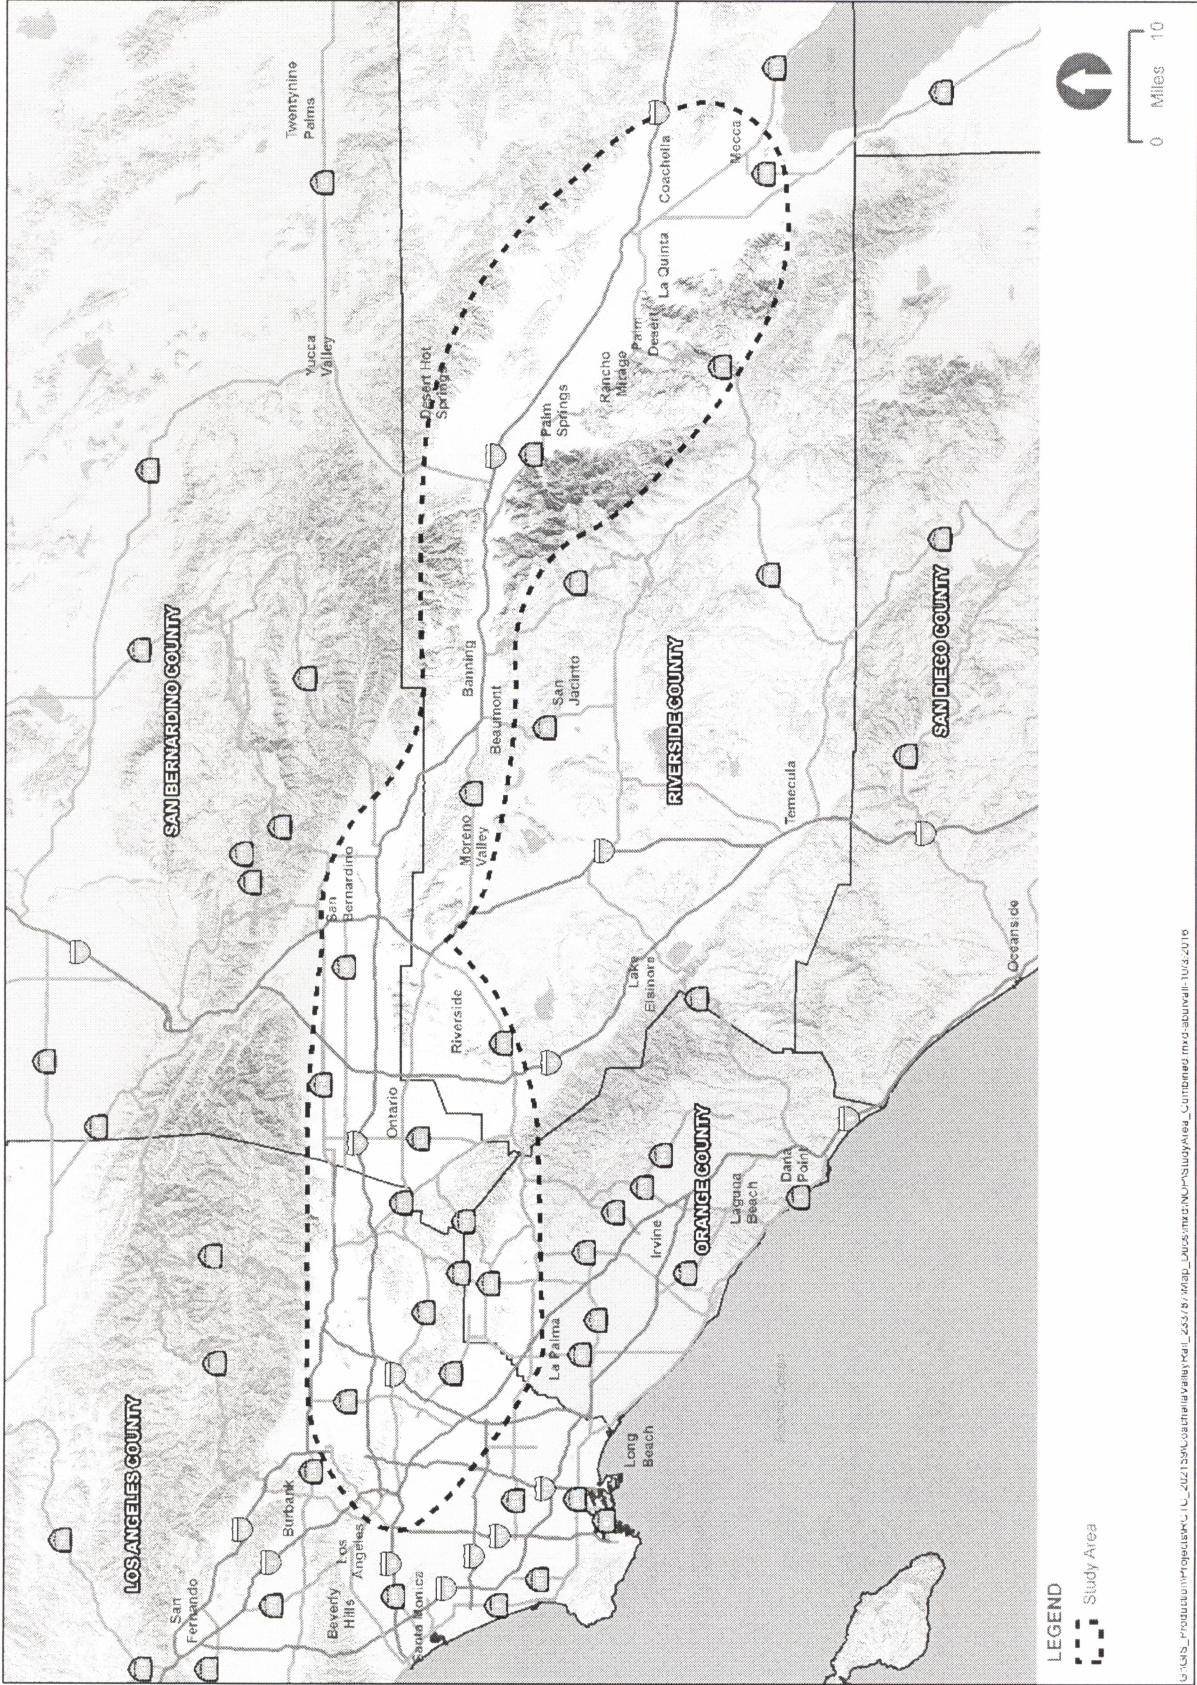 Twentynine
Palms
Yucca
Valley
SAN BERNARDINO COUNTY
LOS ANGELES COUNTY
San
Fernando
Burbank
Beverly
Hills
Los
Angeles
Santa Monica
San
Bernardino
Ontario
Riverside
Moreno
Valley
Beaumont
Banning
Desert Hot
Springs
Palm
Springs
Rancho
Mirage
Palm
Desert
La Quinta
Coachella
Mecca
San
Jacinto
RIVERSIDE COUNTY
Lake
Elsinore
Temecula
La Palma
Long
Beach
Irvine
ORANGE COUNTY
Laguna
Beach
Dana
Point
SAN DIEGO COUNTY
Oceanside
LEGEND
Study Area
0 Miles 10